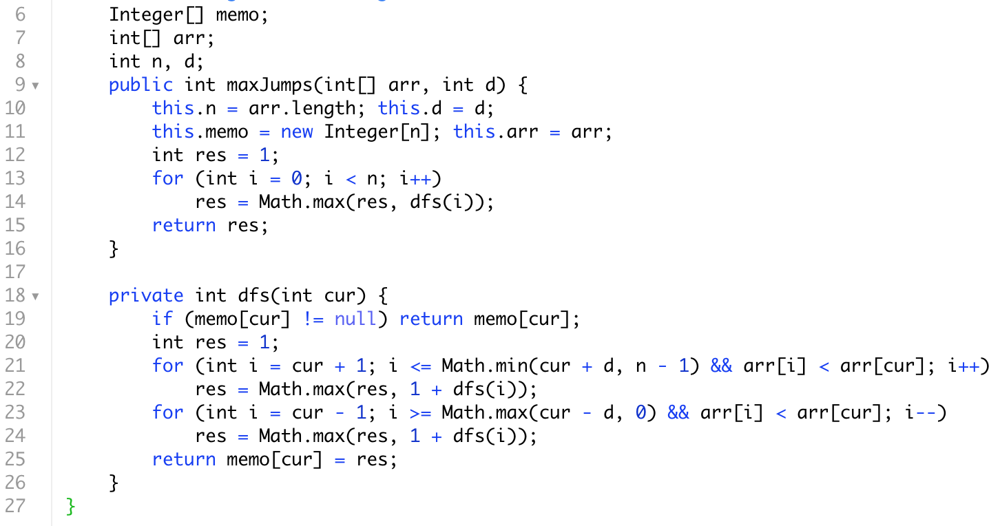 6 Integer[] memo;
7 int[] arr;
8 int n, d;
9 ▼ public int maxJumps(int[] arr, int d) {
10 this.n = arr.length; this.d = d;
11 this.memo = new Integer[n]; this.arr = arr;
12 int res = 1;
13 for (int i = 0; i < n; i++)
14 res = Math.max(res, dfs(i));
15 return res;
16 }
17
18 ▼ private int dfs(int cur) {
19 if (memo[cur] != null) return memo[cur];
20 int res = 1;
21 for (int i = cur + 1; i <= Math.min(cur + d, n - 1) && arr[i] < arr[cur]; i++)
22 res = Math.max(res, 1 + dfs(i));
23 for (int i = cur - 1; i >= Math.max(cur - d, 0) && arr[i] < arr[cur]; i--)
24 res = Math.max(res, 1 + dfs(i));
25 return memo[cur] = res;
26 }
27 }